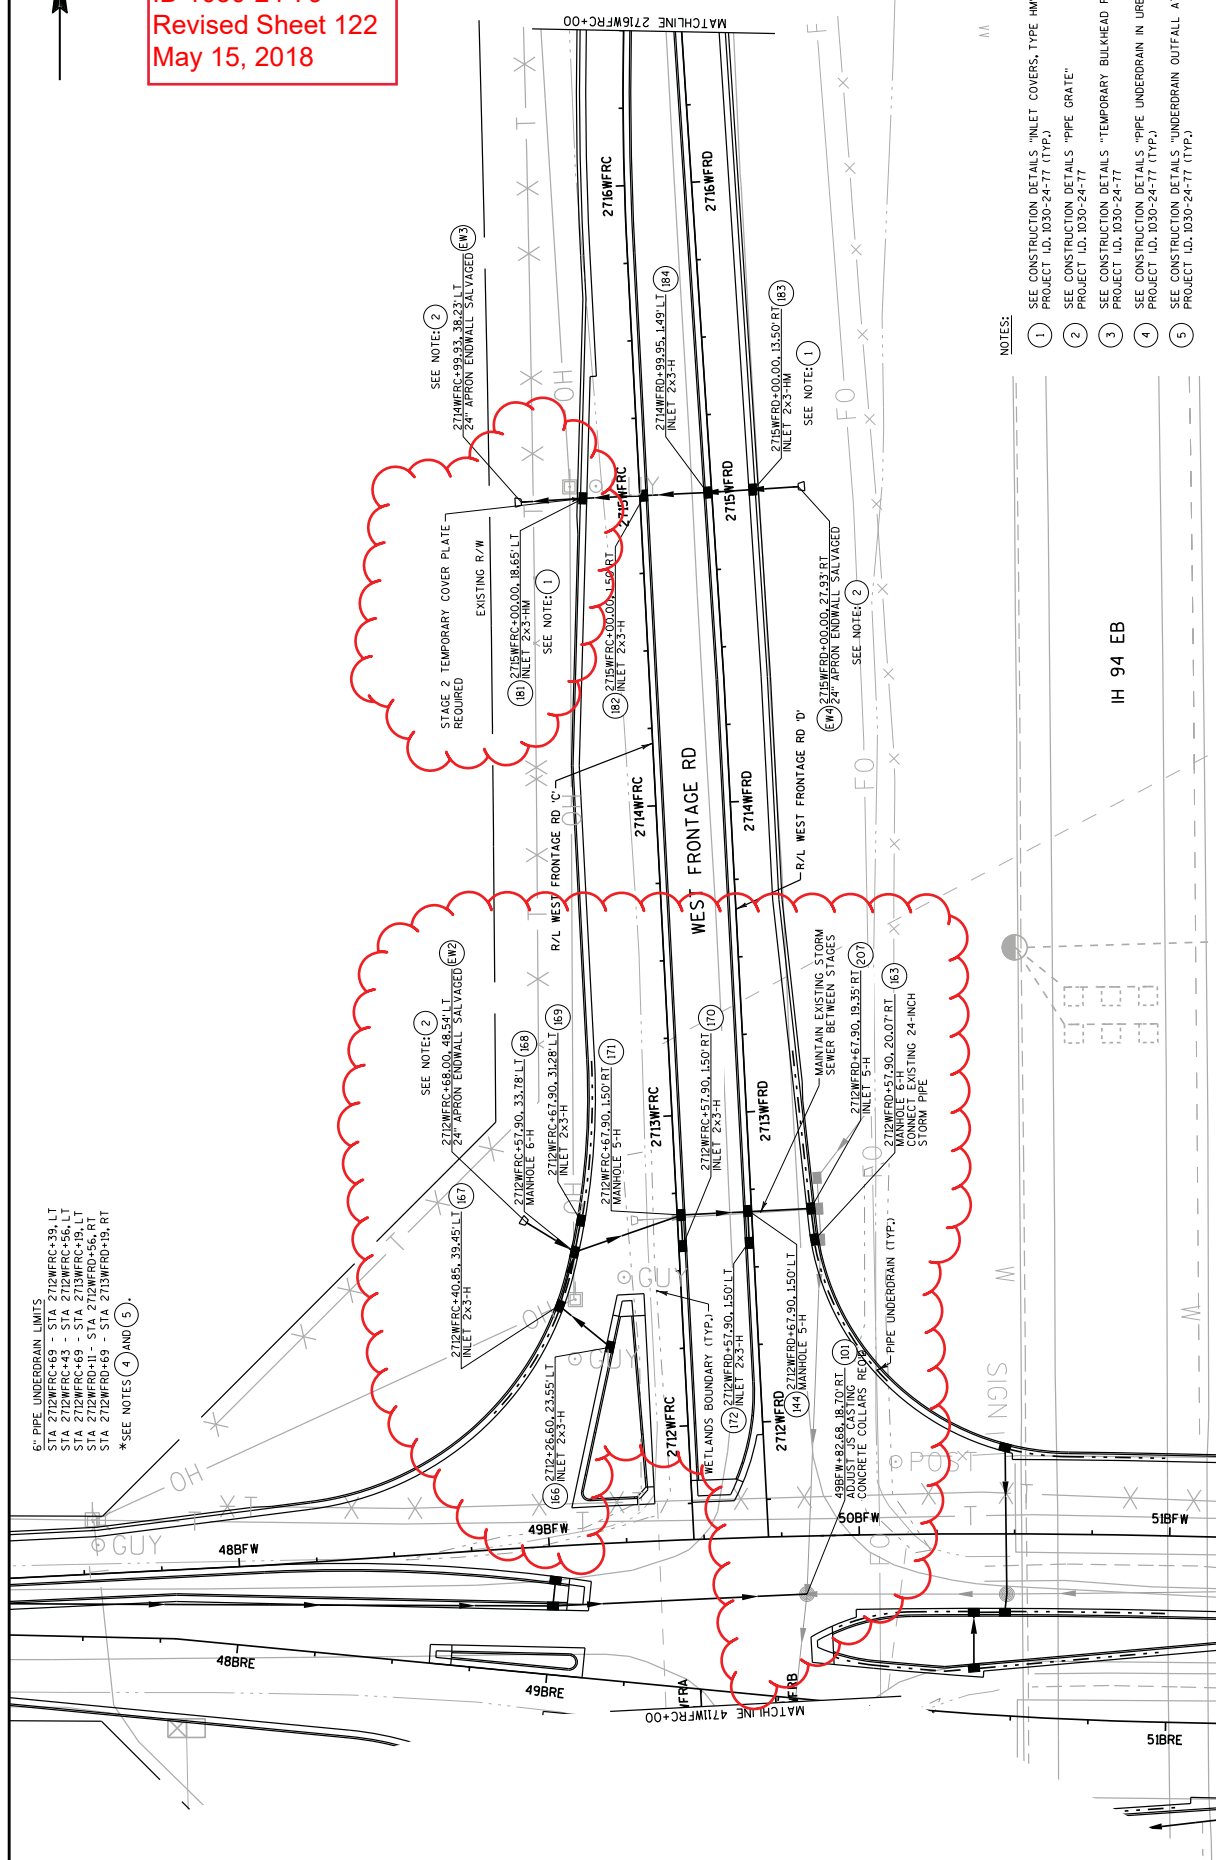 Revised Sheet 122
May 15, 2018
MATCHLINE 2716WFRC+00
NOTES:
1 SEE CONSTRUCTION DETAILS "INLET COVERS, TYPE
PROJECT I.D. 1030-24-77 (TYP.)
2 SEE CONSTRUCTION DETAILS "PIPE GRATE"
PROJECT I.D. 1030-24-77
3 SEE CONSTRUCTION DETAILS "TEMPORARY BULKHEAD
PROJECT I.D. 1030-24-77
4 SEE CONSTRUCTION DETAILS "PIPE UNDERDRAIN IN
PROJECT I.D. 1030-24-77 (TYP.)
5 SEE CONSTRUCTION DETAILS "UNDERDRAIN OUTFALL
PROJECT I.D. 1030-24-77 (TYP.)
6" PIPE UNDERDRAIN LIMITS
STA 2712WFRC+69 - STA 2712WFRC+39, LT
STA 2712WFRC+43 - STA 2712WFRC+56, LT
STA 2712WFRC+69 - STA 2713WFRC+19, LT
STA 2712WFRD+11 - STA 2712WFRD+56, RT
STA 2712WFRD+69 - STA 2713WFRD+19, RT
*SEE NOTES 4 AND 5.
SEE NOTE: 2
2714WFRC+99.93, 38.23' LT EW3
24" APRON ENDWALL SALVAGED
STAGE 2 TEMPORARY COVER PLATE
REQUIRED
EXISTING R/W
181 2715WFRC+00.00, 18.65' LT
INLET 2x3-HM
SEE NOTE: 1
182 2715WFRC+00.00, 1.50' RT
INLET 2x3-H
2714WFRD+99.95, 1.49' LT 184
INLET 2x3-H
2715WFRD+00.00, 13.50' RT 183
INLET 2x3-HM
SEE NOTE: 1
EW4 2715WFRD+00.00, 27.93' RT
24" APRON ENDWALL SALVAGED
SEE NOTE: 2
2716WFRC
2716WFRD
2715WFRC
2715WFRD
2714WFRC
2714WFRD
2713WFRC
2713WFRD
2712WFRC
2712WFRD
WEST FRONTAGE RD
R/L WEST FRONTAGE RD 'C'
R/L WEST FRONTAGE RD 'D'
IH 94 EB
SEE NOTE: 2
2712WFRC+68.00, 48.54' LT EW2
24" APRON ENDWALL SALVAGED
2712WFRC+57.90, 33.78' LT 168
MANHOLE 6-H
2712WFRC+67.90, 31.28' LT 169
INLET 2x3-H
2712WFRC+67.90, 1.50' RT 171
MANHOLE 5-H
2712WFRC+40.85, 39.45' LT 167
INLET 2x3-H
2712WFRC+57.90, 1.50' RT 170
INLET 2x3-H
MAINTAIN EXISTING STORM
SEWER BETWEEN STAGES
2712WFRD+67.90, 19.35' RT 207
INLET 5-H
2712WFRD+57.90, 20.07' RT 163
MANHOLE 6-H
CONNECT EXISTING 24-INCH
STORM PIPE
166 2712+26.60, 23.55' LT
INLET 2x3-H
WETLANDS BOUNDARY (TYP.)
172 2712WFRD+57.90, 1.50' LT
INLET 2x3-H
144 2712WFRD+67.90, 1.50' LT
MANHOLE 5-H
49BFW+82.68, 18.70' RT 101
ADJUST JS CASTING
CONCRETE COLLARS REQ'D
PIPE UNDERDRAIN (TYP.)
GUY
GUY
GUY
GUY
POST
SIGN
OH
OH
OH
OH
FO
FO
FO
FO
T
T
T
W
W
48BFW
49BFW
50BFW
51BFW
48BRE
49BRE
51BRE
MATCHLINE 4711WFRC+00